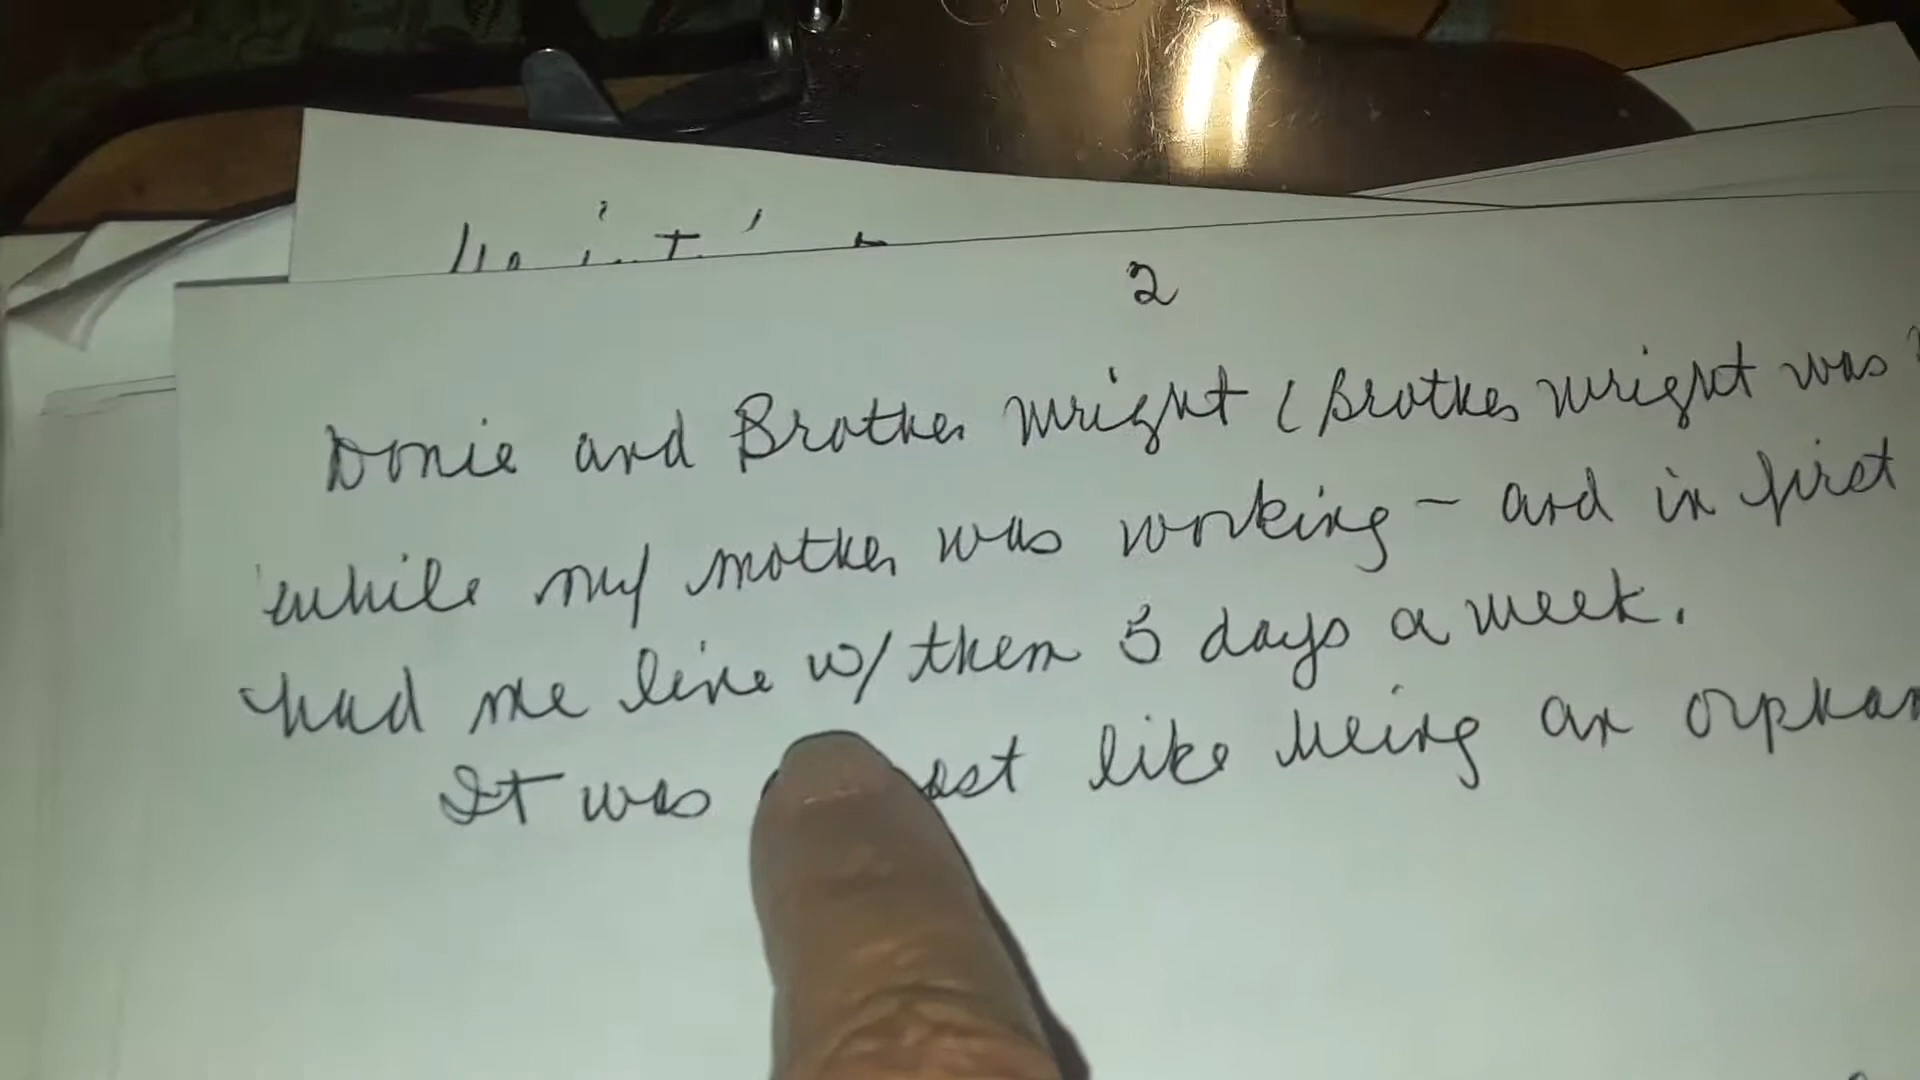 2
Donie and Brother Wright (Brother Wright was
while my mother was working - and in first
had me live w/ them 5 days a week.
It was like being an orphan